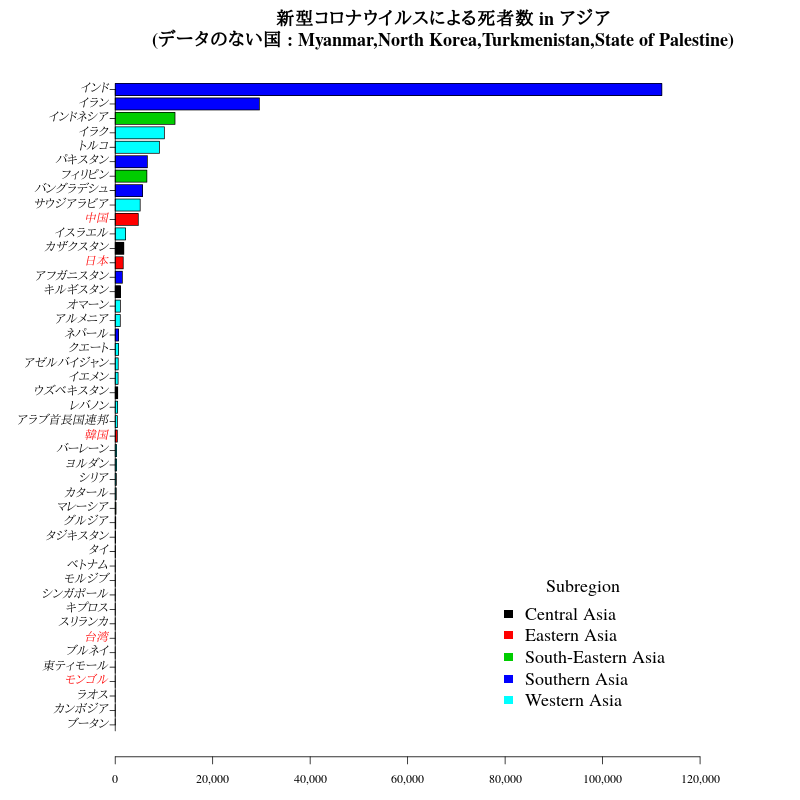 新型コロナウイルスによる死者数 in アジア
(データのない国 : Myanmar,North Korea,Turkmenistan,State of Palestine)
インド
イラン
インドネシア
イラク
トルコ
パキスタン
フィリピン
バングラデシュ
サウジアラビア
中国
イスラエル
カザクスタン
日本
アフガニスタン
キルギスタン
オマーン
アルメニア
ネパール
クエート
アゼルバイジャン
イエメン
ウズベキスタン
レバノン
アラブ首長国連邦
韓国
バーレーン
ヨルダン
シリア
カタール
マレーシア
グルジア
タジキスタン
タイ
ベトナム
モルジブ
シンガポール
キプロス
スリランカ
台湾
ブルネイ
東ティモール
モンゴル
ラオス
カンボジア
ブータン
Subregion
Central Asia
Eastern Asia
South-Eastern Asia
Southern Asia
Western Asia
0 20,000 40,000 60,000 80,000 100,000 120,000